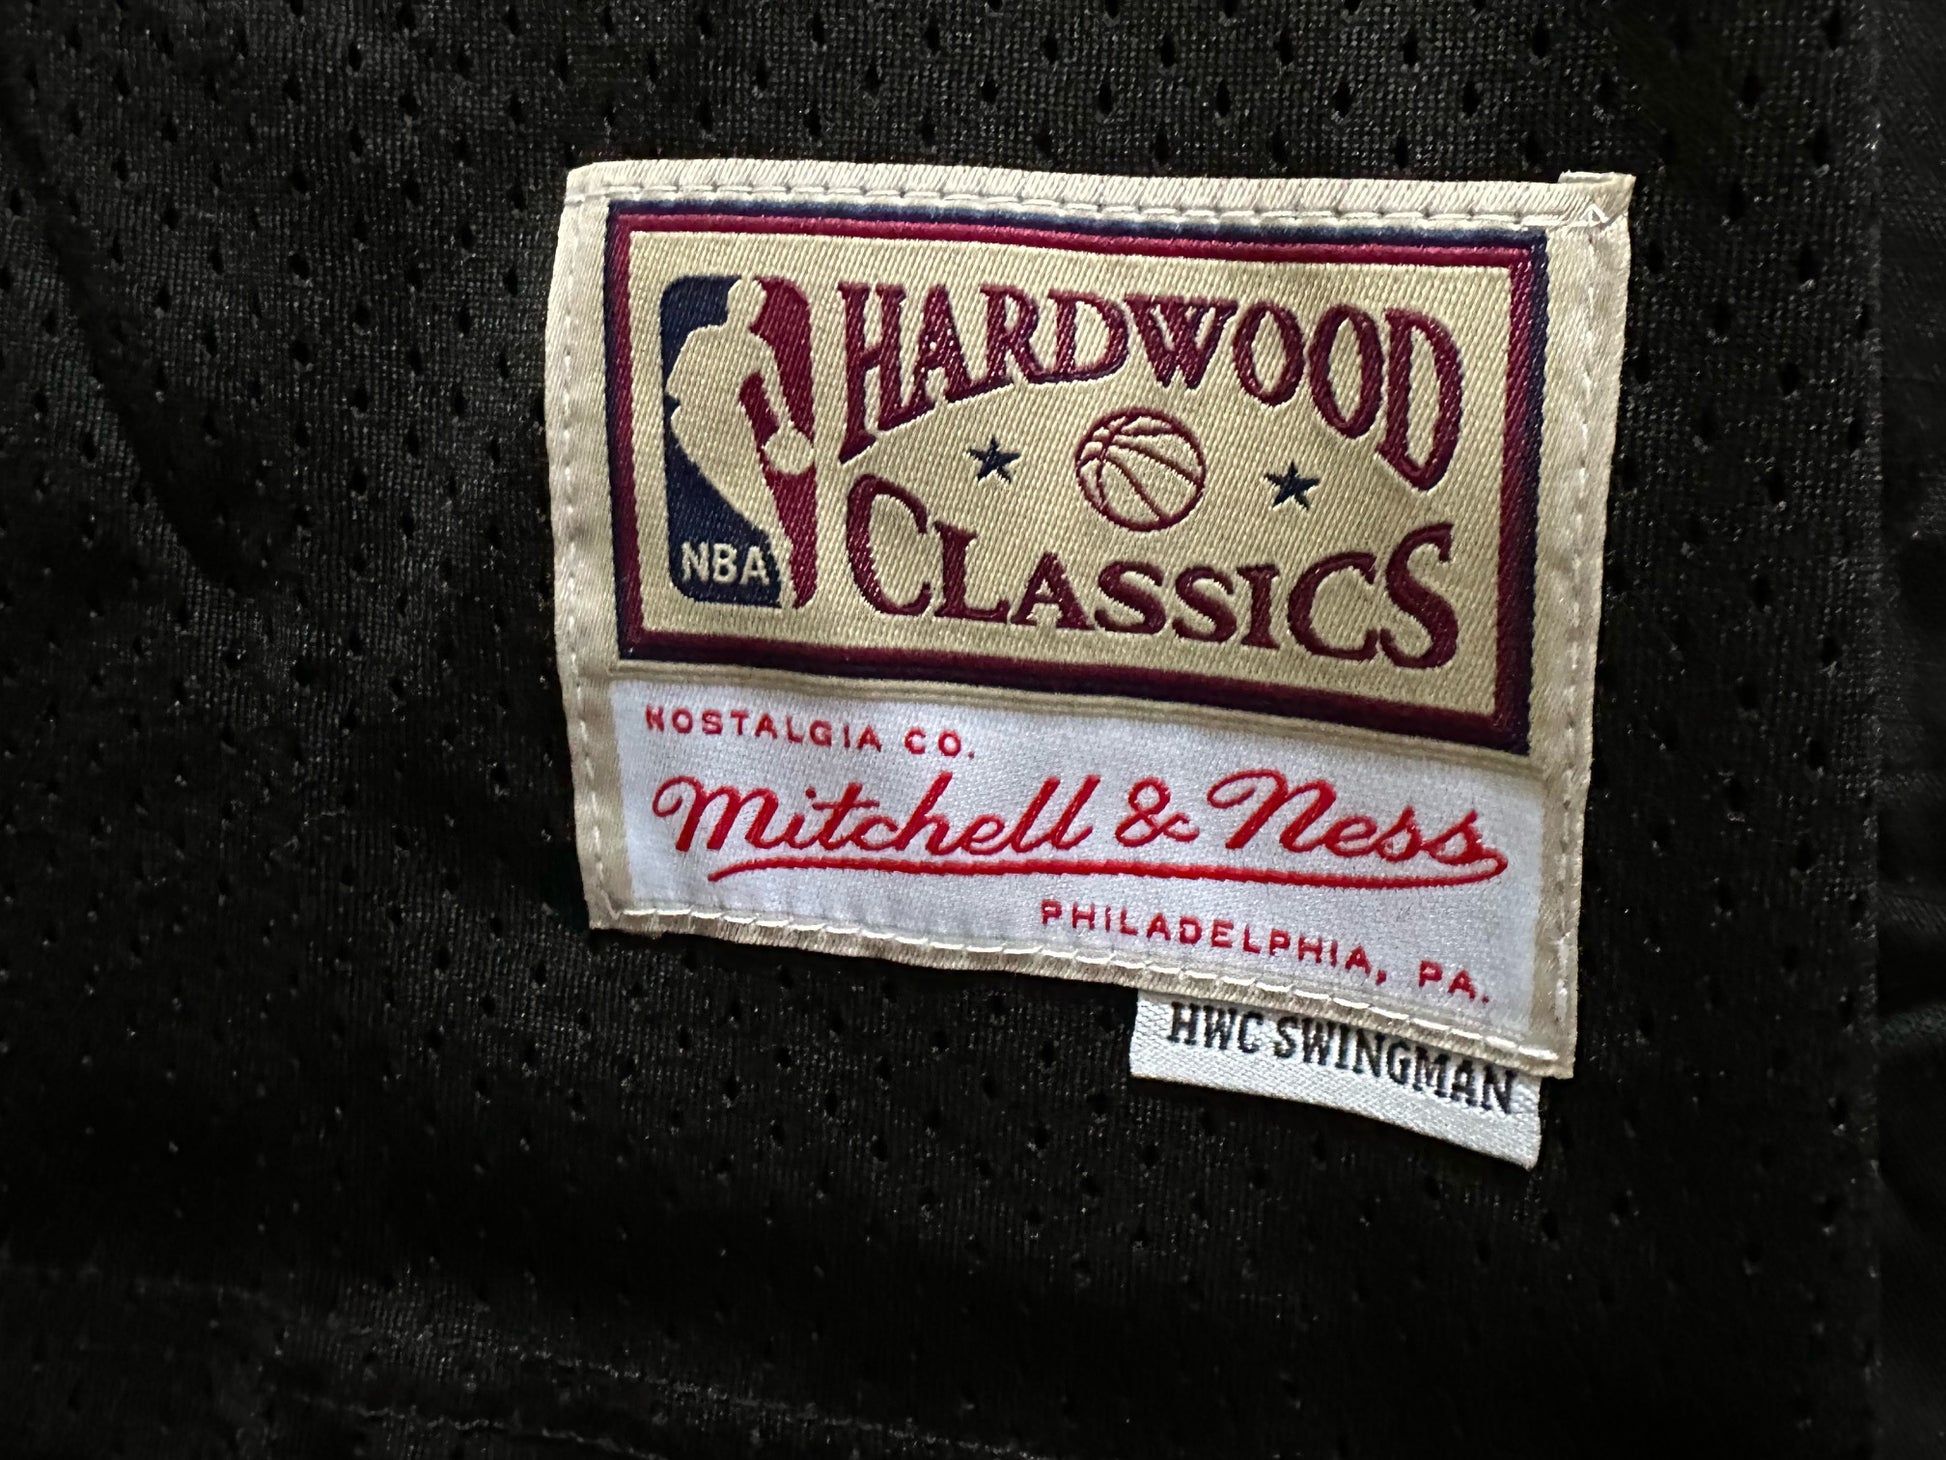 HARDWOOD
CLASSICS
NBA
NOSTALGIA CO.
Mitchell & Ness
PHILADELPHIA, PA.
HWC SWINGMAN